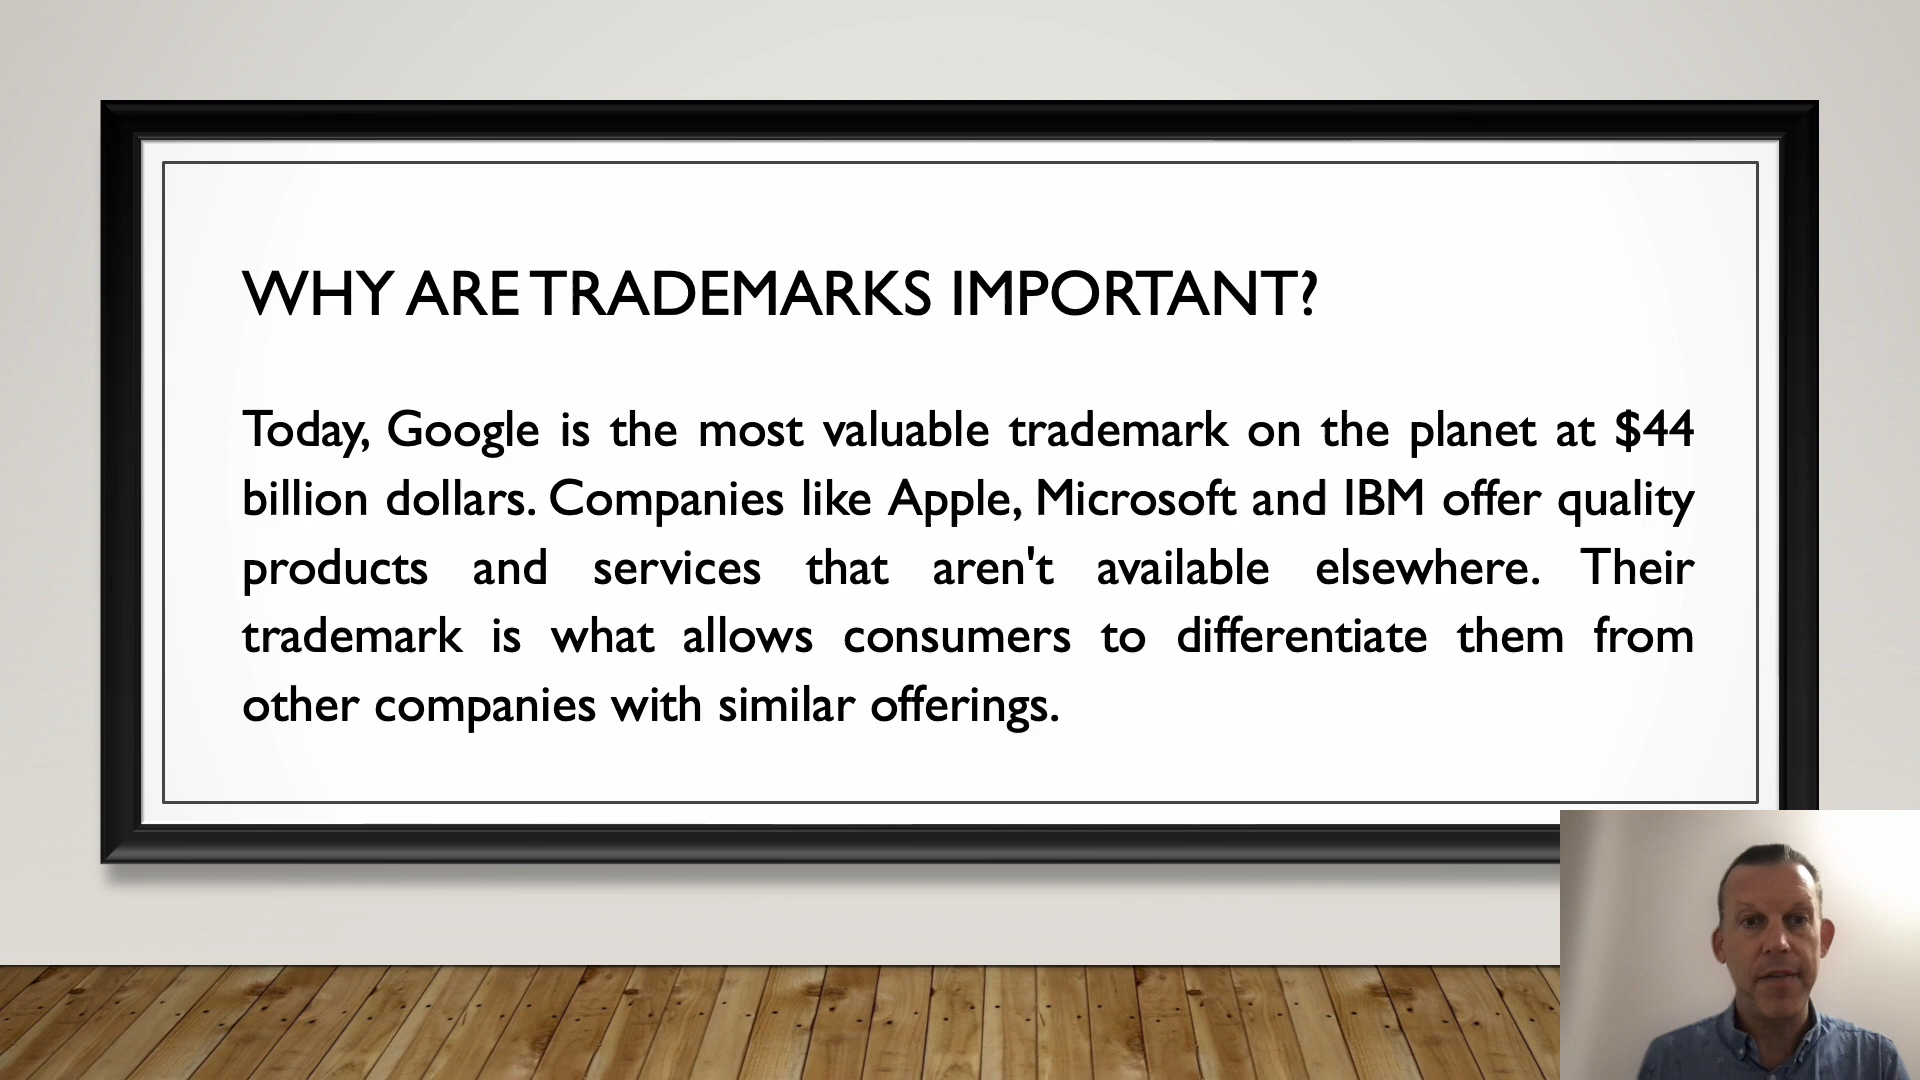 WHY ARE TRADEMARKS IMPORTANT?
Today, Google is the most valuable trademark on the planet at $44
billion dollars. Companies like Apple, Microsoft and IBM offer quality
products and services that aren't available elsewhere. Their
trademark is what allows consumers to differentiate them from
other companies with similar offerings.